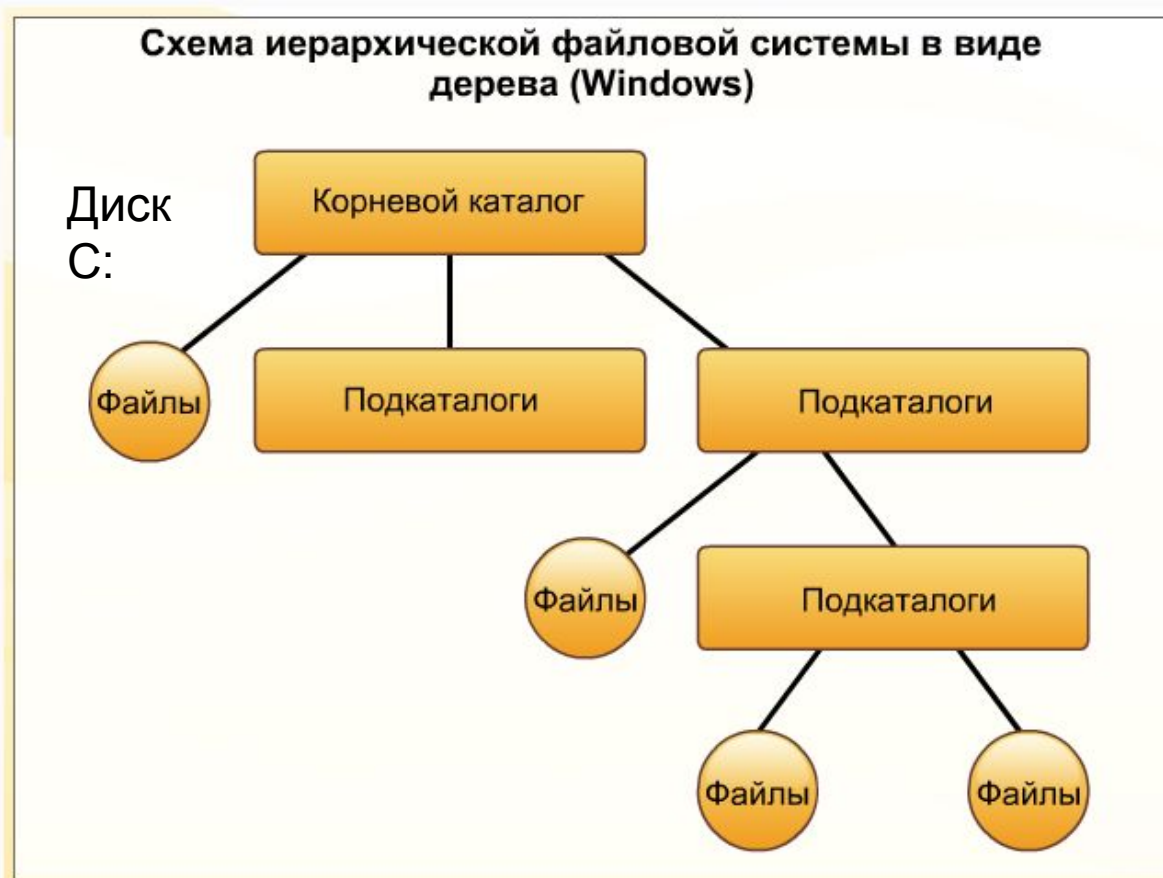 Схема иерархической файловой системы в виде
дерева (Windows)
Диск
C:
Корневой каталог
Файлы
Подкаталоги
Подкаталоги
Файлы
Подкаталоги
Файлы
Файлы